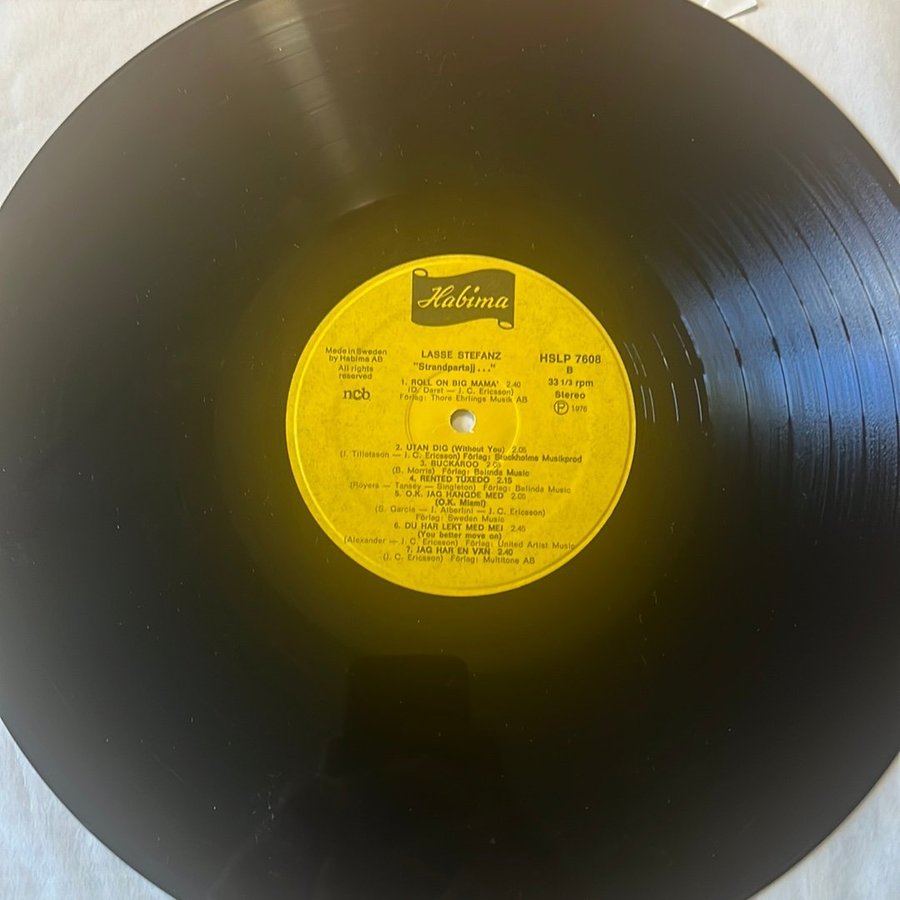 Habima
LASSE STEFANZ
"Strandpartajj..."
Made in Sweden
by Habima AB
All rights
reserved
ncb
HSLP 7608
B
33 1/3 rpm
Stereo
Ⓟ 1976
1. ROLL ON BIG MAMA' 2.40
(D. Darst — J. C. Ericsson)
Förlag: Thore Ehrlings Musik AB
2. UTAN DIG (Without You) 2.05
(J. Tillotsson — J. C. Ericsson) Förlag: Stockholms Musikprod
3. BUCKAROO 2.05
(B. Morris) Förlag: Belinda Music
4. RENTED TUXEDO 2.15
(Royers — Tansey — Singleton) Förlag: Belinda Music
5. O.K. JAG HÄNGDE MED 2.00
(O.K. Miami)
(S. Garcia — J. Albertini — J. C. Ericsson)
Förlag: Sweden Music
6. DU HAR LEKT MED MEJ 2.45
(You better move on)
(Alexander — J. C. Ericsson) Förlag: United Artist Music
7. JAG HAR EN VÄN 2.40
(J. C. Ericsson) Förlag: Multitone AB